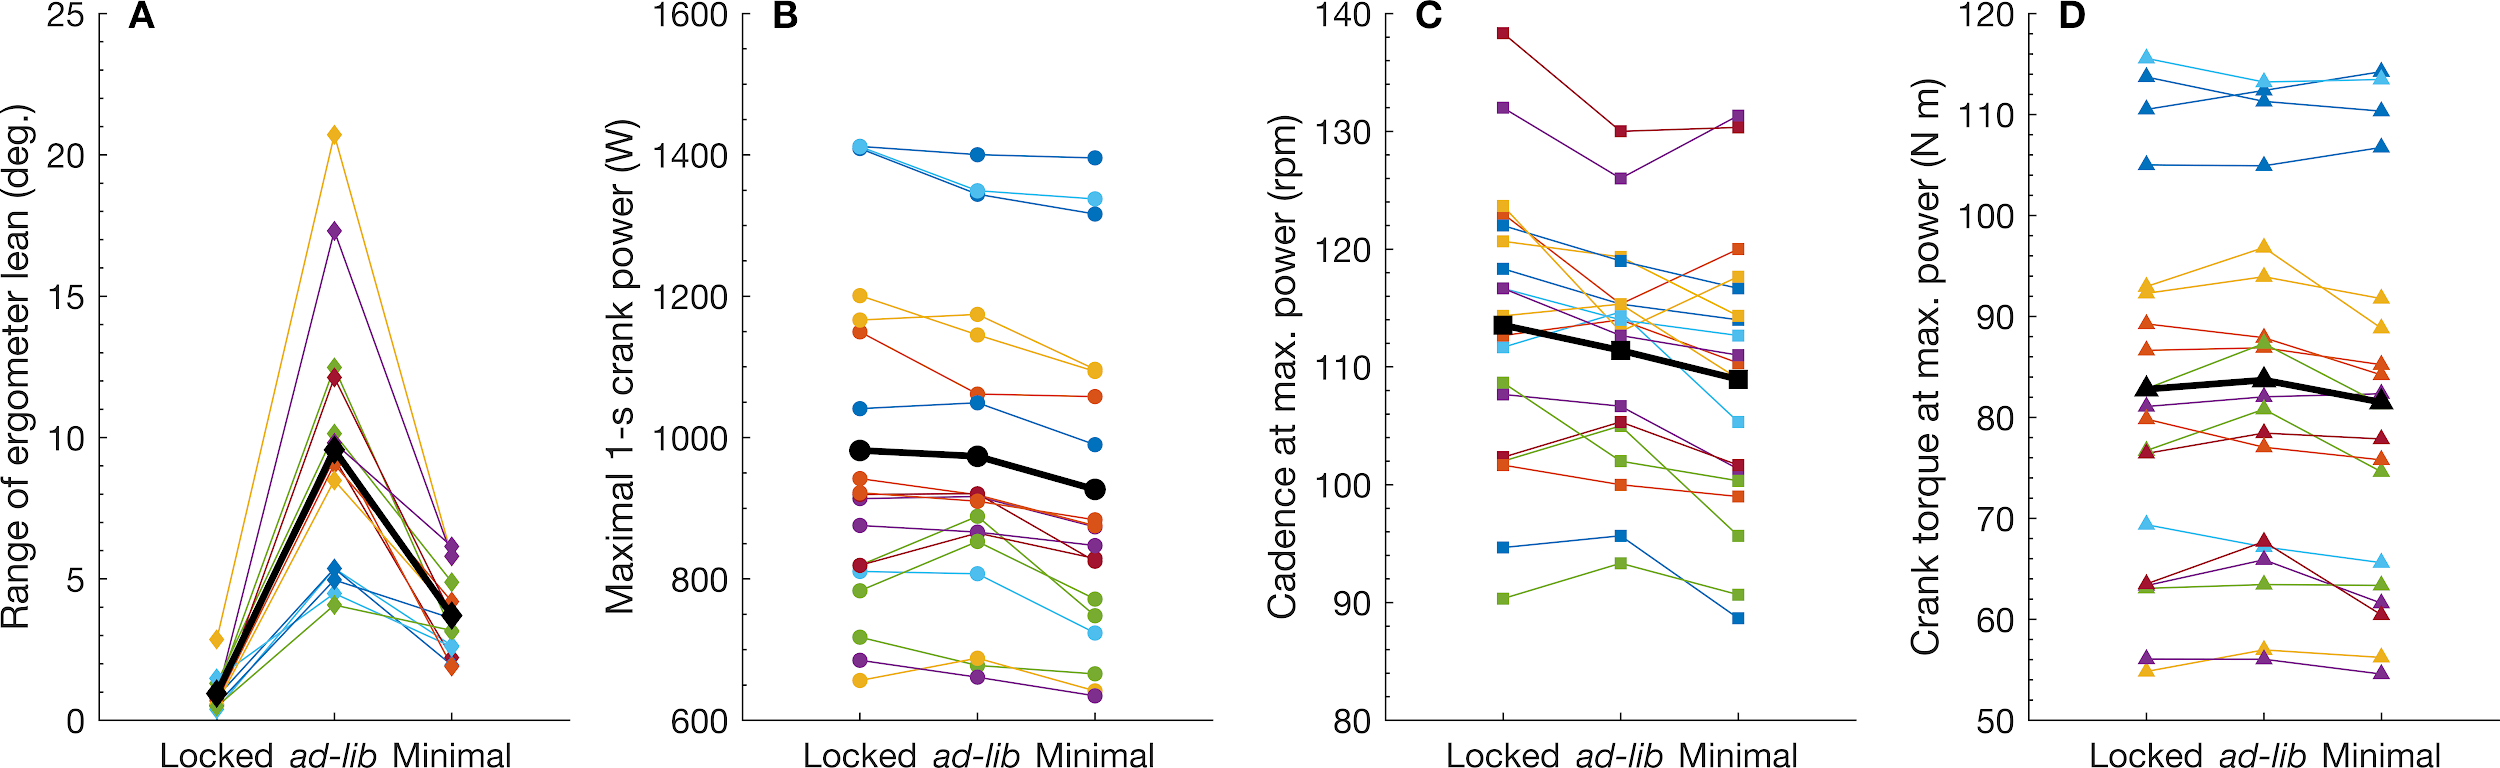 A
Range of ergometer lean (deg.)
25
20
15
10
5
0
Locked ad-lib Minimal
B
Maximal 1-s crank power (W)
1600
1400
1200
1000
800
600
Locked ad-lib Minimal
C
Cadence at max. power (rpm)
140
130
120
110
100
90
80
Locked ad-lib Minimal
D
Crank torque at max. power (N m)
120
110
100
90
80
70
60
50
Locked ad-lib Minimal